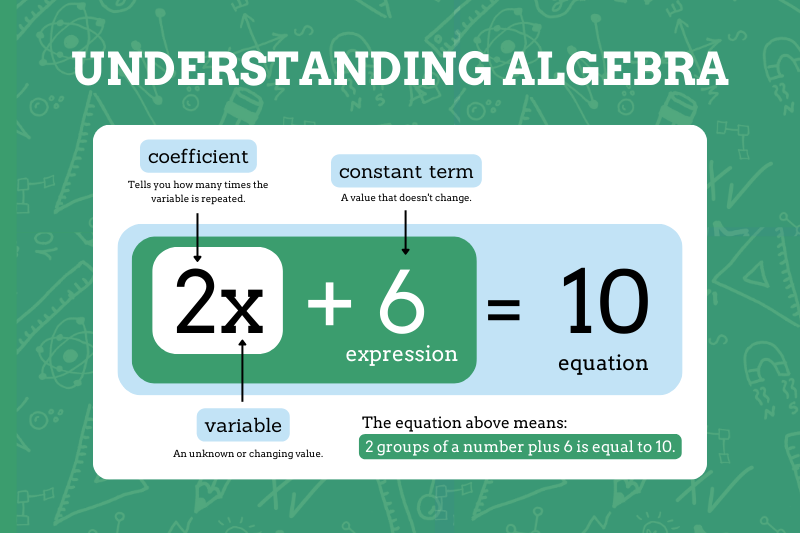 UNDERSTANDING ALGEBRA
coefficient
Tells you how many times the
variable is repeated.
constant term
A value that doesn't change.
2x + 6 = 10
expression
equation
variable
An unknown or changing value.
The equation above means:
2 groups of a number plus 6 is equal to 10.